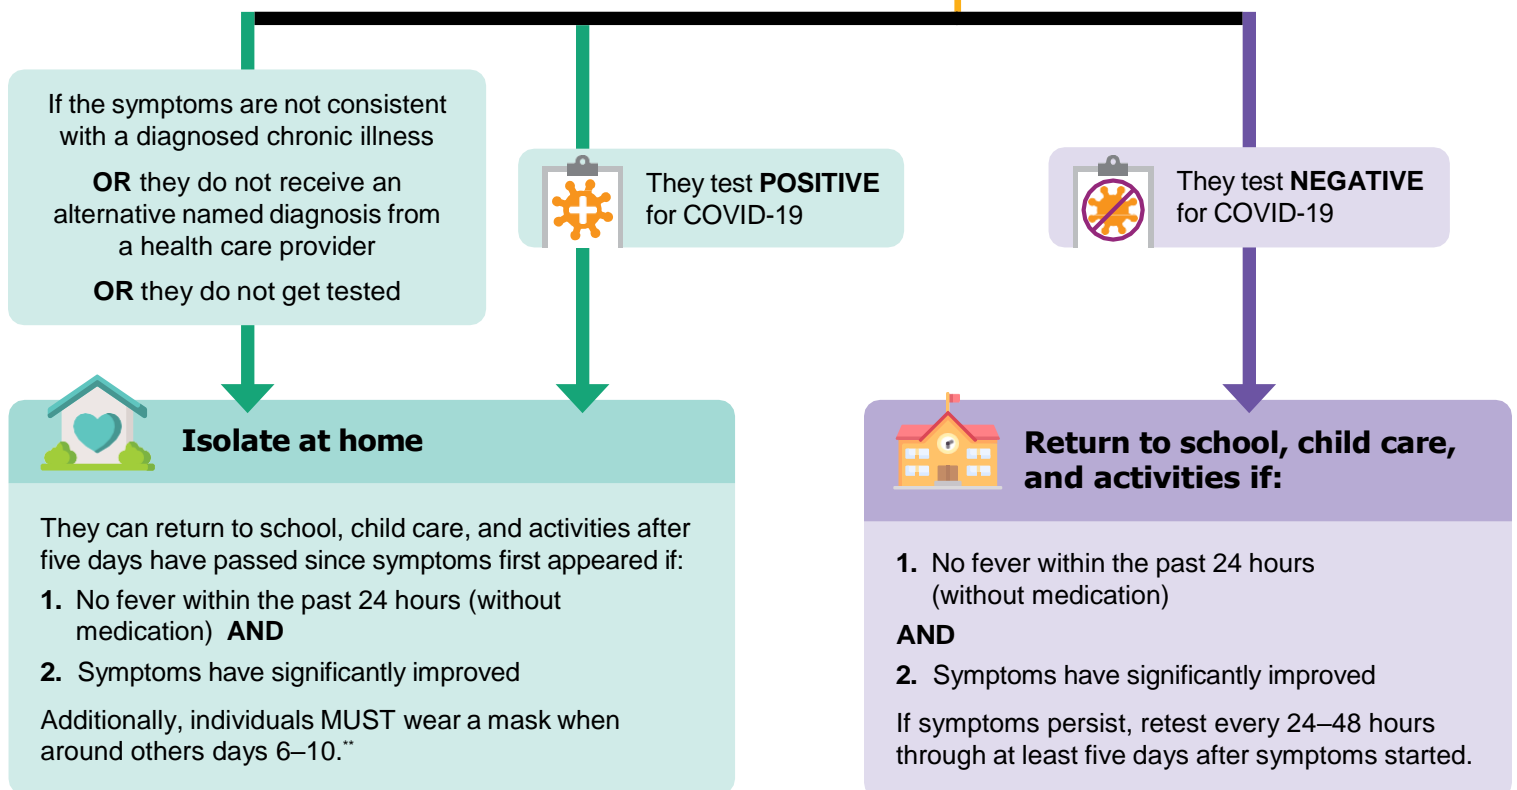 If the symptoms are not consistent
with a diagnosed chronic illness
OR they do not receive an
alternative named diagnosis from
a health care provider
OR they do not get tested
They test POSITIVE
for COVID-19
They test NEGATIVE
for COVID-19
Isolate at home
They can return to school, child care, and activities after
five days have passed since symptoms first appeared if:
1. No fever within the past 24 hours (without
medication) AND
2. Symptoms have significantly improved
Additionally, individuals MUST wear a mask when
around others days 6–10.**
Return to school, child care,
and activities if:
1. No fever within the past 24 hours
(without medication)
AND
2. Symptoms have significantly improved
If symptoms persist, retest every 24–48 hours
through at least five days after symptoms started.